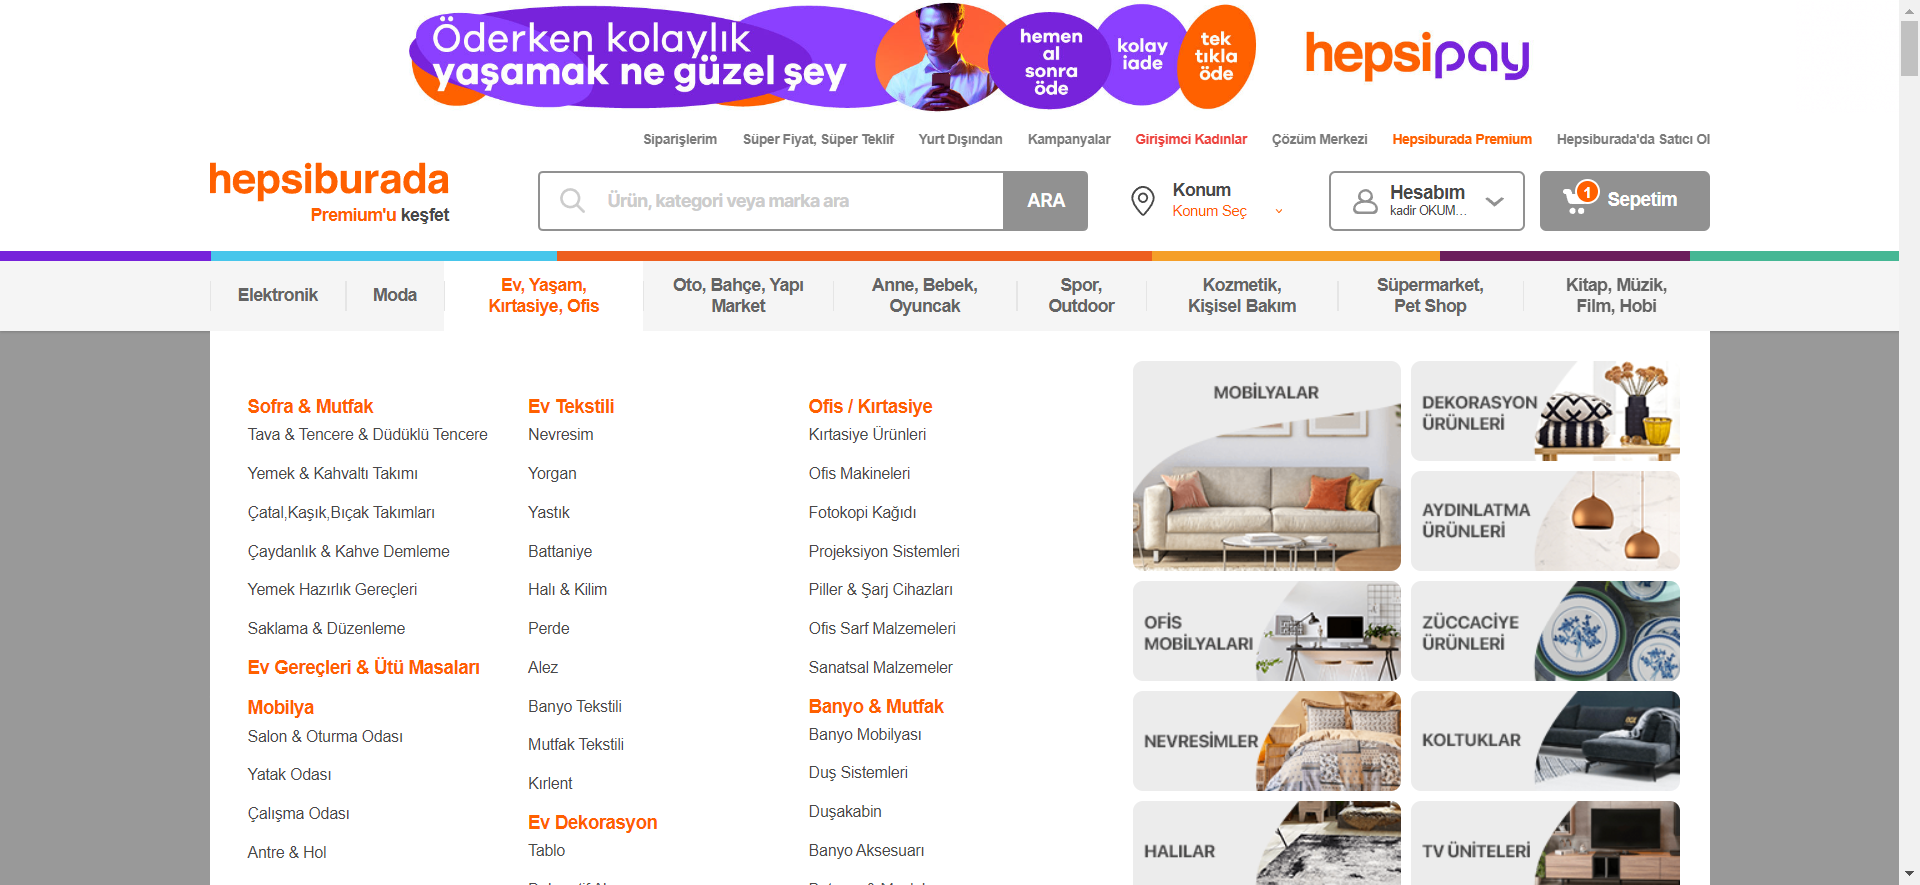 Öderken kolaylık
yaşamak ne güzel şey
hemen
al
sonra
öde
kolay
iade
tek
tıkla
öde
hepsipay
Siparişlerim
Süper Fiyat, Süper Teklif
Yurt Dışından
Kampanyalar
Girişimci Kadınlar
Çözüm Merkezi
Hepsiburada Premium
Hepsiburada'da Satıcı Ol
hepsiburada
Premium'u keşfet
Ürün, kategori veya marka ara
ARA
Konum
Konum Seç
Hesabım
kadir OKUM...
1
Sepetim
Elektronik
Moda
Ev, Yaşam,
Kırtasiye, Ofis
Oto, Bahçe, Yapı
Market
Anne, Bebek,
Oyuncak
Spor,
Outdoor
Kozmetik,
Kişisel Bakım
Süpermarket,
Pet Shop
Kitap, Müzik,
Film, Hobi
Sofra & Mutfak
Tava & Tencere & Düdüklü Tencere
Yemek & Kahvaltı Takımı
Çatal,Kaşık,Bıçak Takımları
Çaydanlık & Kahve Demleme
Yemek Hazırlık Gereçleri
Saklama & Düzenleme
Ev Gereçleri & Ütü Masaları
Mobilya
Salon & Oturma Odası
Yatak Odası
Çalışma Odası
Antre & Hol
Ev Tekstili
Nevresim
Yorgan
Yastık
Battaniye
Halı & Kilim
Perde
Alez
Banyo Tekstili
Mutfak Tekstili
Kırlent
Ev Dekorasyon
Tablo
Ofis / Kırtasiye
Kırtasiye Ürünleri
Ofis Makineleri
Fotokopi Kağıdı
Projeksiyon Sistemleri
Piller & Şarj Cihazları
Ofis Sarf Malzemeleri
Sanatsal Malzemeler
Banyo & Mutfak
Banyo Mobilyası
Duş Sistemleri
Duşakabin
Banyo Aksesuarı
MOBİLYALAR
DEKORASYON
ÜRÜNLERİ
AYDINLATMA
ÜRÜNLERİ
OFİS
MOBİLYALARI
ZÜCCACİYE
ÜRÜNLERİ
NEVRESİMLER
KOLTUKLAR
HALILAR
TV ÜNİTELERİ